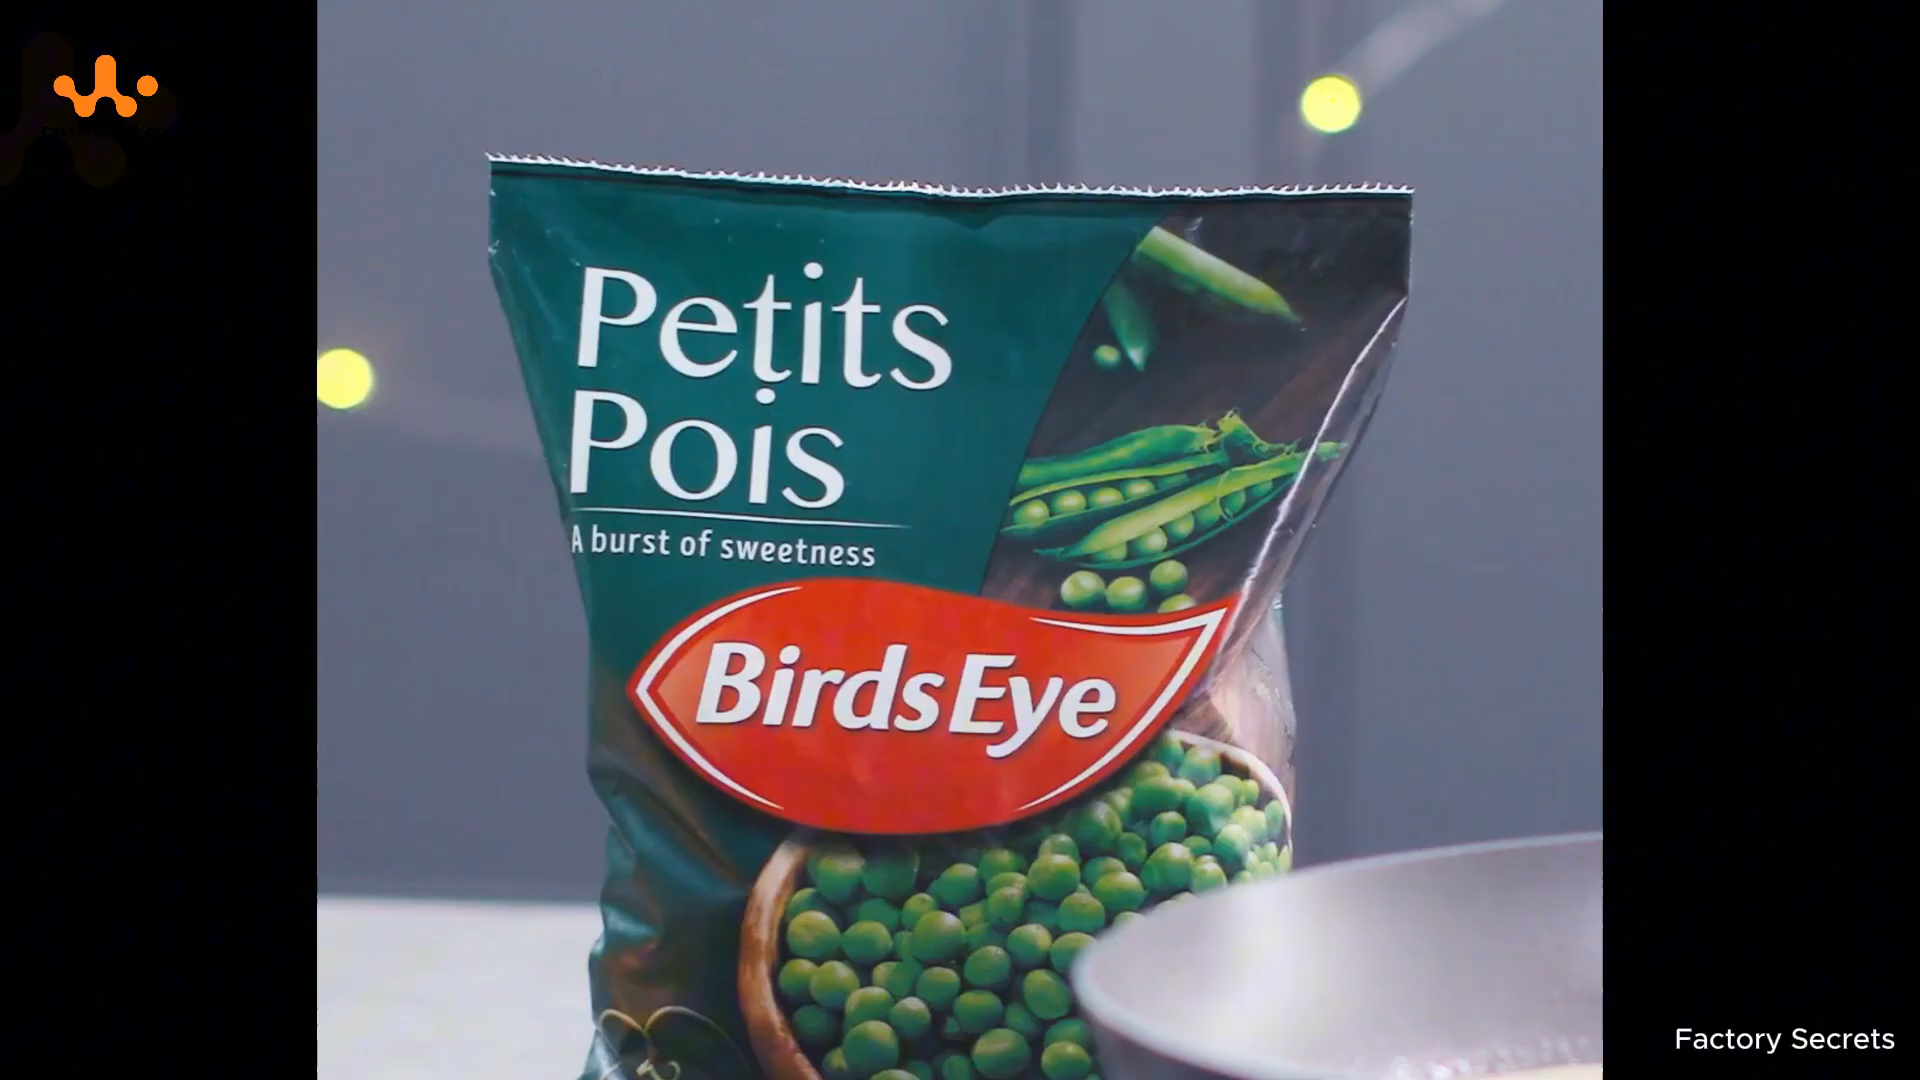 Petits
Pois
A burst of sweetness
BirdsEye
Factory Secrets